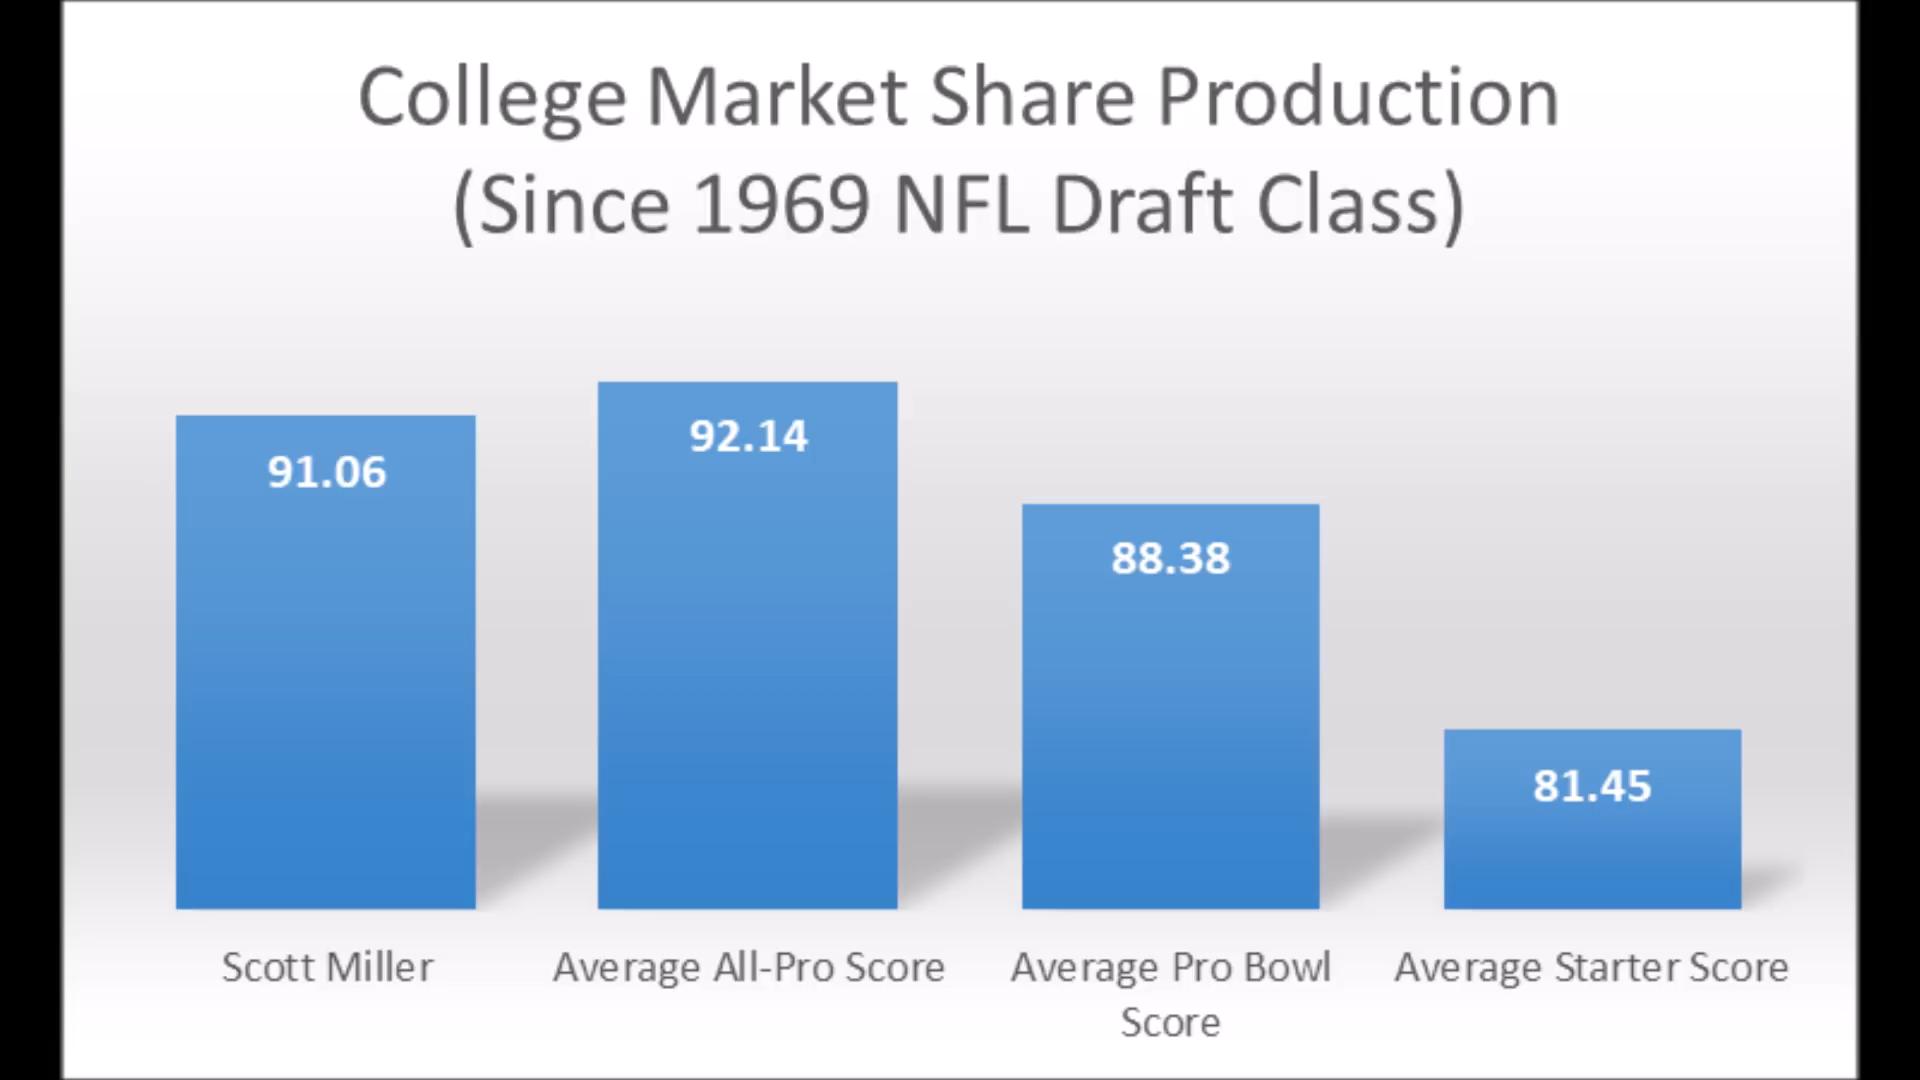 College Market Share Production
(Since 1969 NFL Draft Class)
91.06
92.14
88.38
81.45
Scott Miller
Average All-Pro Score
Average Pro Bowl
Score
Average Starter Score